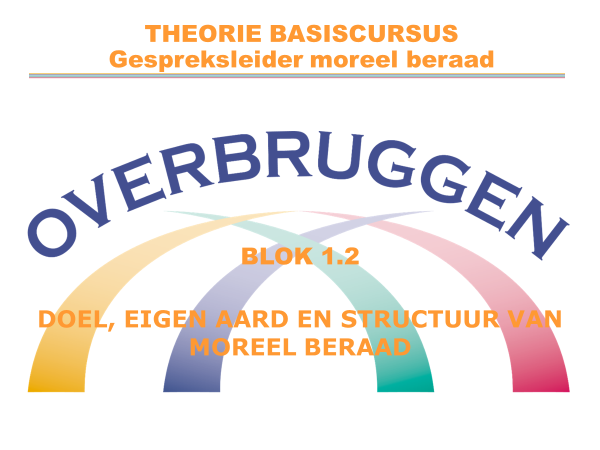 THEORIE BASISCURSUS
Gespreksleider moreel beraad
OVERBRUGGEN
BLOK 1.2
DOEL, EIGEN AARD EN STRUCTUUR VAN
MOREEL BERAAD